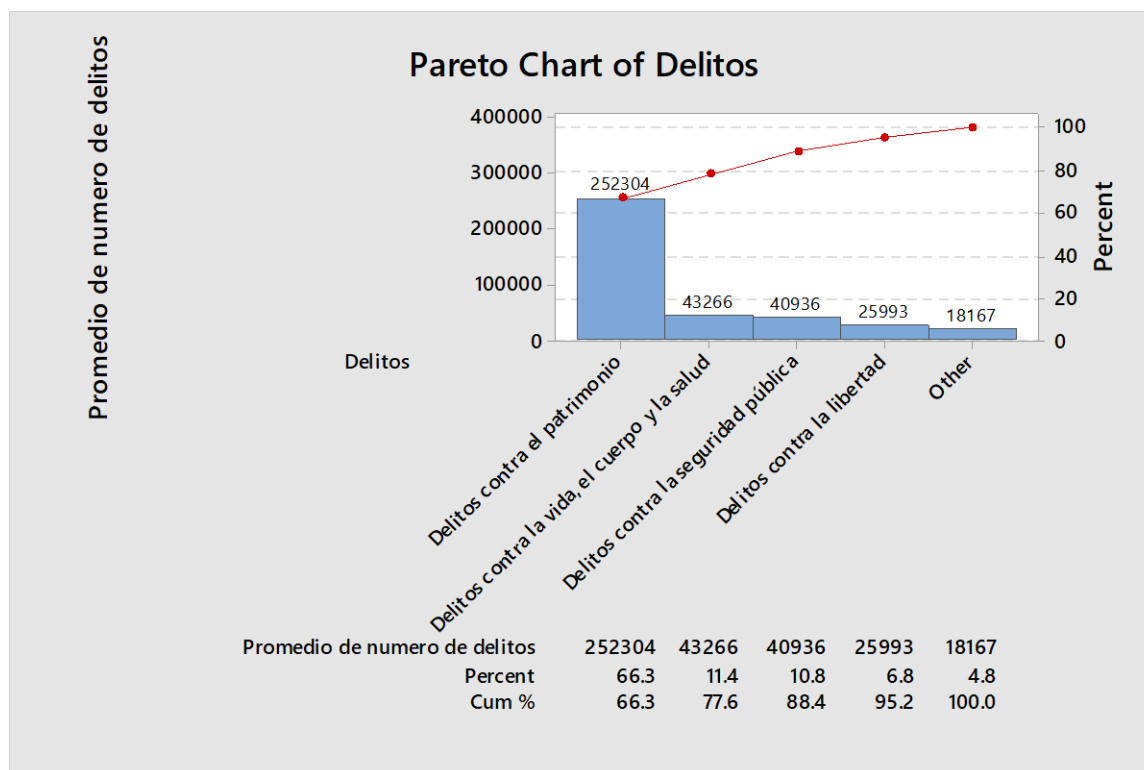 Pareto Chart of Delitos
Promedio de numero de delitos
400000
300000
200000
100000
0
252304
43266
40936
25993
18167
100
80
60
40
20
0
Percent
Delitos
Delitos contra el patrimonio
Delitos contra la vida, el cuerpo y la salud
Delitos contra la seguridad pública
Delitos contra la libertad
Other
Promedio de numero de delitos 252304 43266 40936 25993 18167
Percent 66.3 11.4 10.8 6.8 4.8
Cum % 66.3 77.6 88.4 95.2 100.0